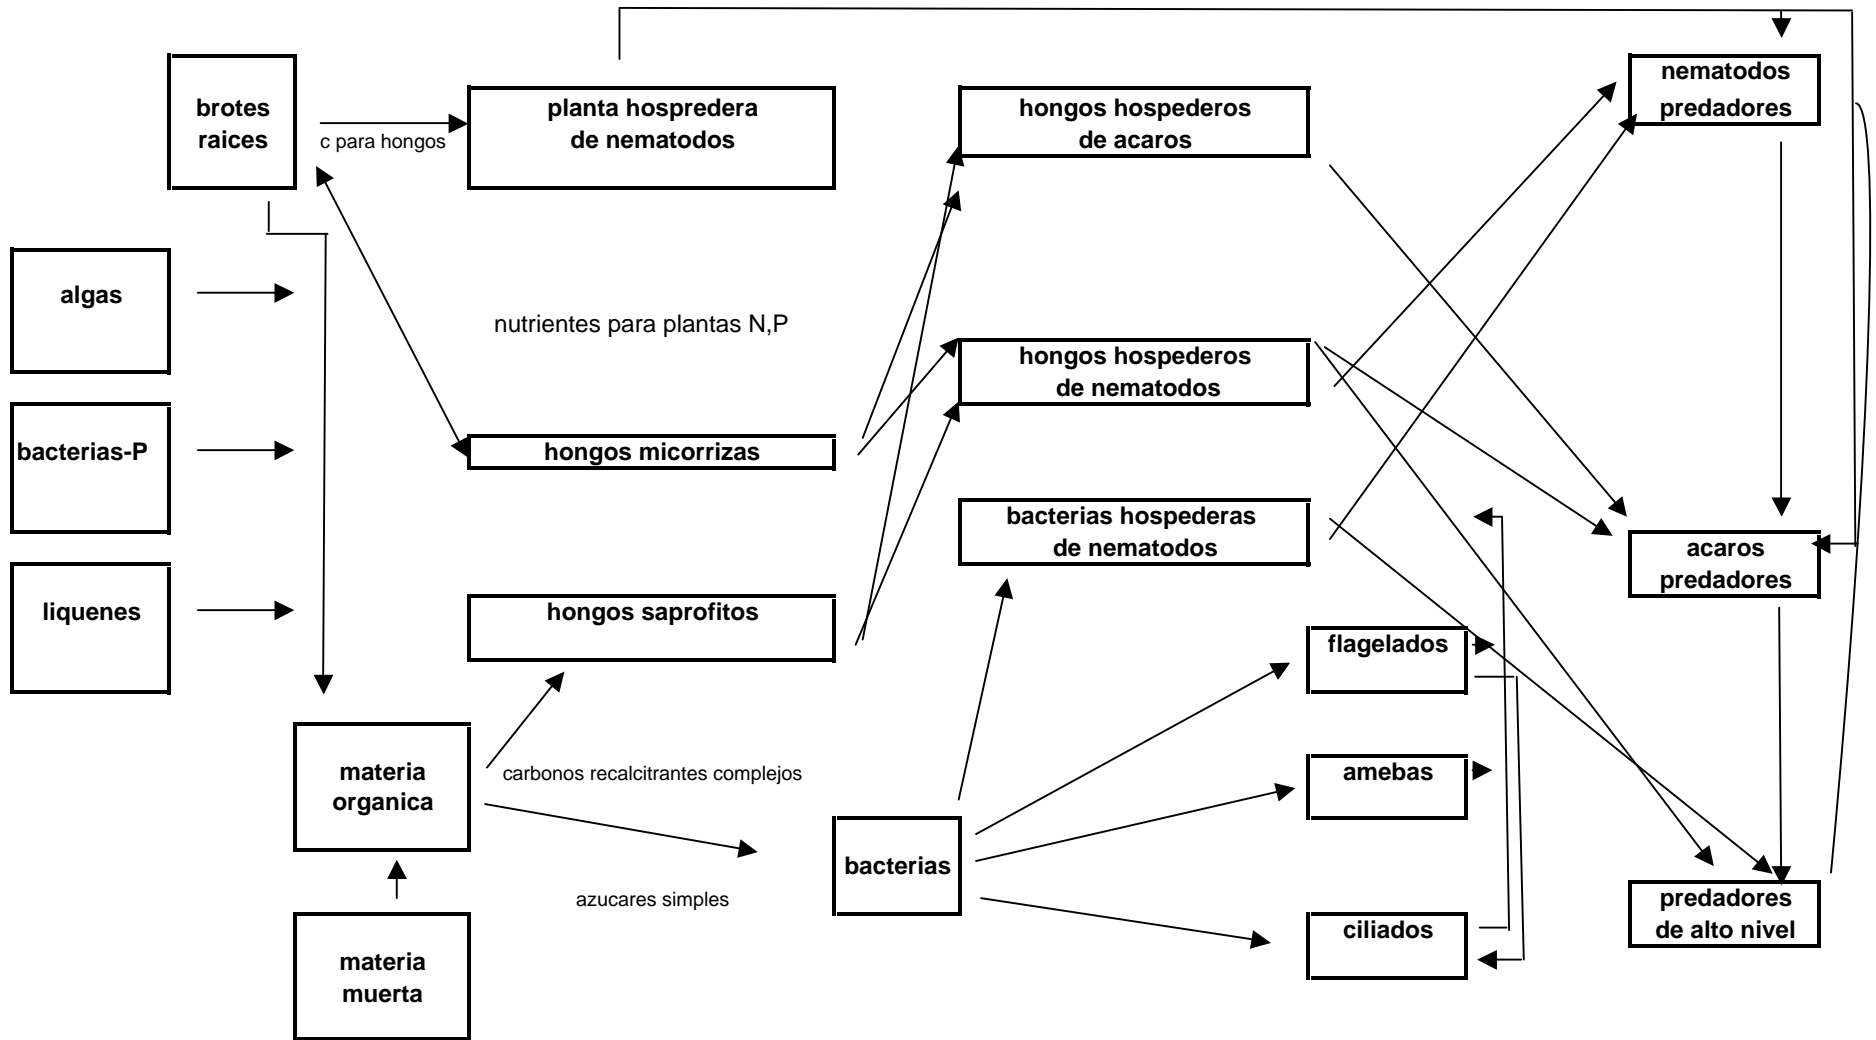 brotes
raices
c para hongos
planta hospredera
de nematodos
hongos hospederos
de acaros
nematodos
predadores
algas
nutrientes para plantas N,P
hongos hospederos
de nematodos
bacterias-P
hongos micorrizas
bacterias hospederas
de nematodos
acaros
predadores
liquenes
hongos saprofitos
flagelados
materia
organica
carbonos recalcitrantes complejos
amebas
bacterias
azucares simples
predadores
de alto nivel
ciliados
materia
muerta